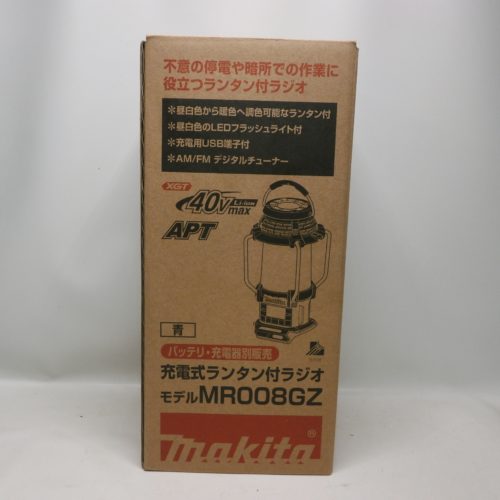 不意の停電や暗所での作業に
役立つランタン付ラジオ
＊昼白色から暖色へ調色可能なランタン付
＊昼白色のLEDフラッシュライト付
＊充電用USB端子付
＊AM/FM デジタルチューナー
XGT
40Vmax Li-ion
APT
makita
青
バッテリ・充電器別販売
充電式ランタン付ラジオ
モデルMR008GZ
makita®